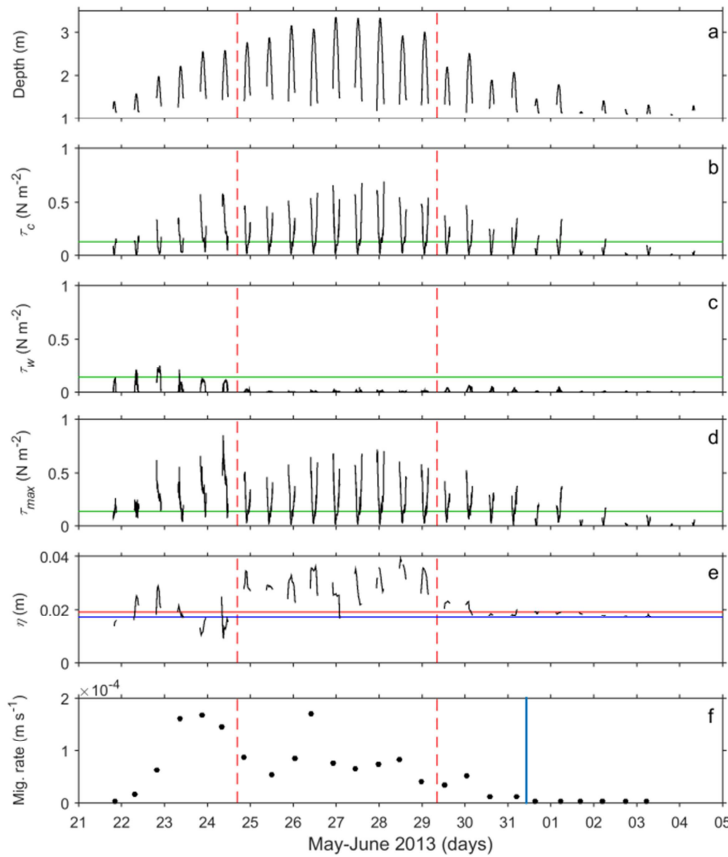 a
Depth (m)
3
2
1
b
τc (N m-2)
1
0.5
0
c
τw (N m-2)
1
0.5
0
d
τmax (N m-2)
1
0.5
0
e
η (m)
0.04
0.02
0
×10-4
f
Mig. rate (m s-1)
2
1
0
21 22 23 24 25 26 27 28 29 30 31 01 02 03 04 05
May-June 2013 (days)